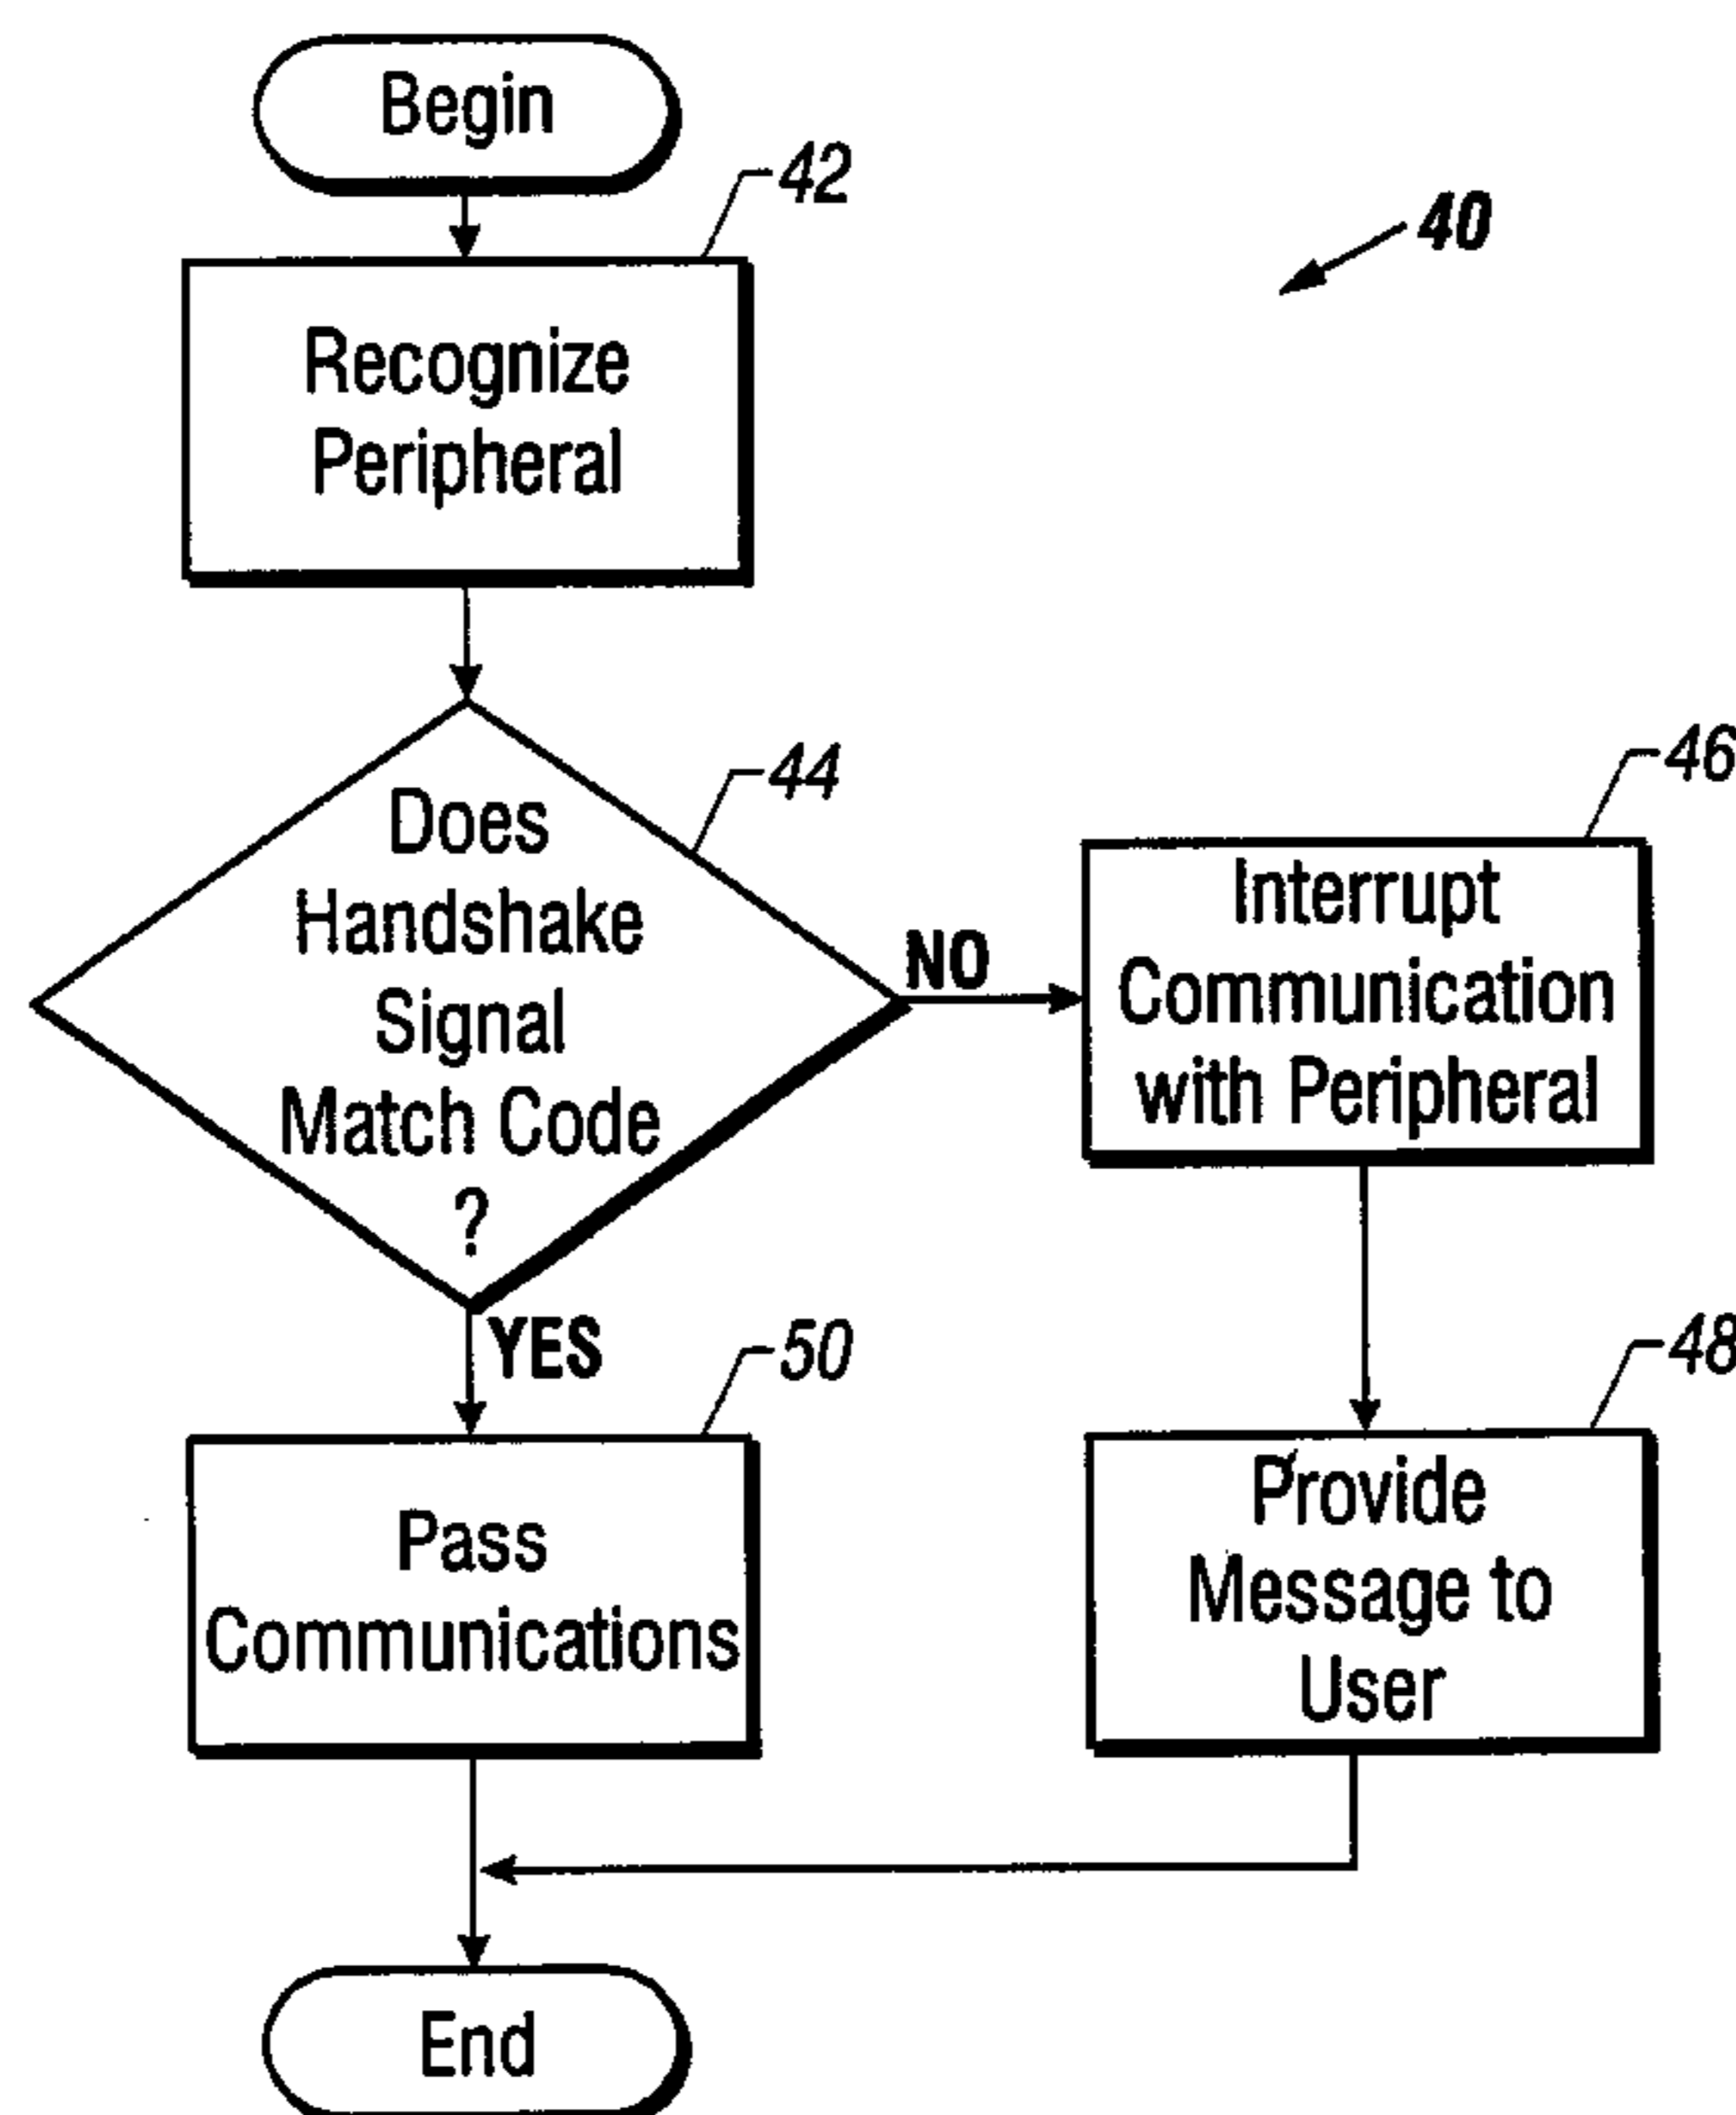 Begin
42
40
Recognize
Peripheral
44
Does
Handshake
Signal
Match Code
?
NO
46
Interrupt
Communication
with Peripheral
YES
50
48
Pass
Communications
Provide
Message to
User
End